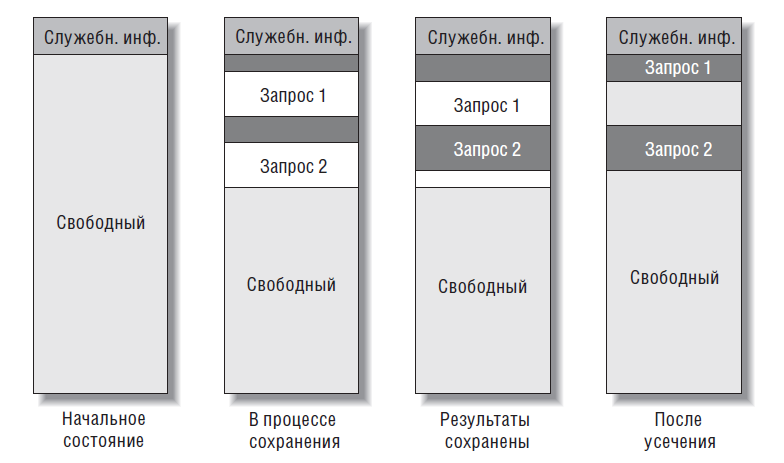 Служебн. инф.
Свободный
Начальное
состояние
Служебн. инф.
Запрос 1
Запрос 2
Свободный
В процессе
сохранения
Служебн. инф.
Запрос 1
Запрос 2
Свободный
Результаты
сохранены
Служебн. инф.
Запрос 1
Запрос 2
Свободный
После
усечения